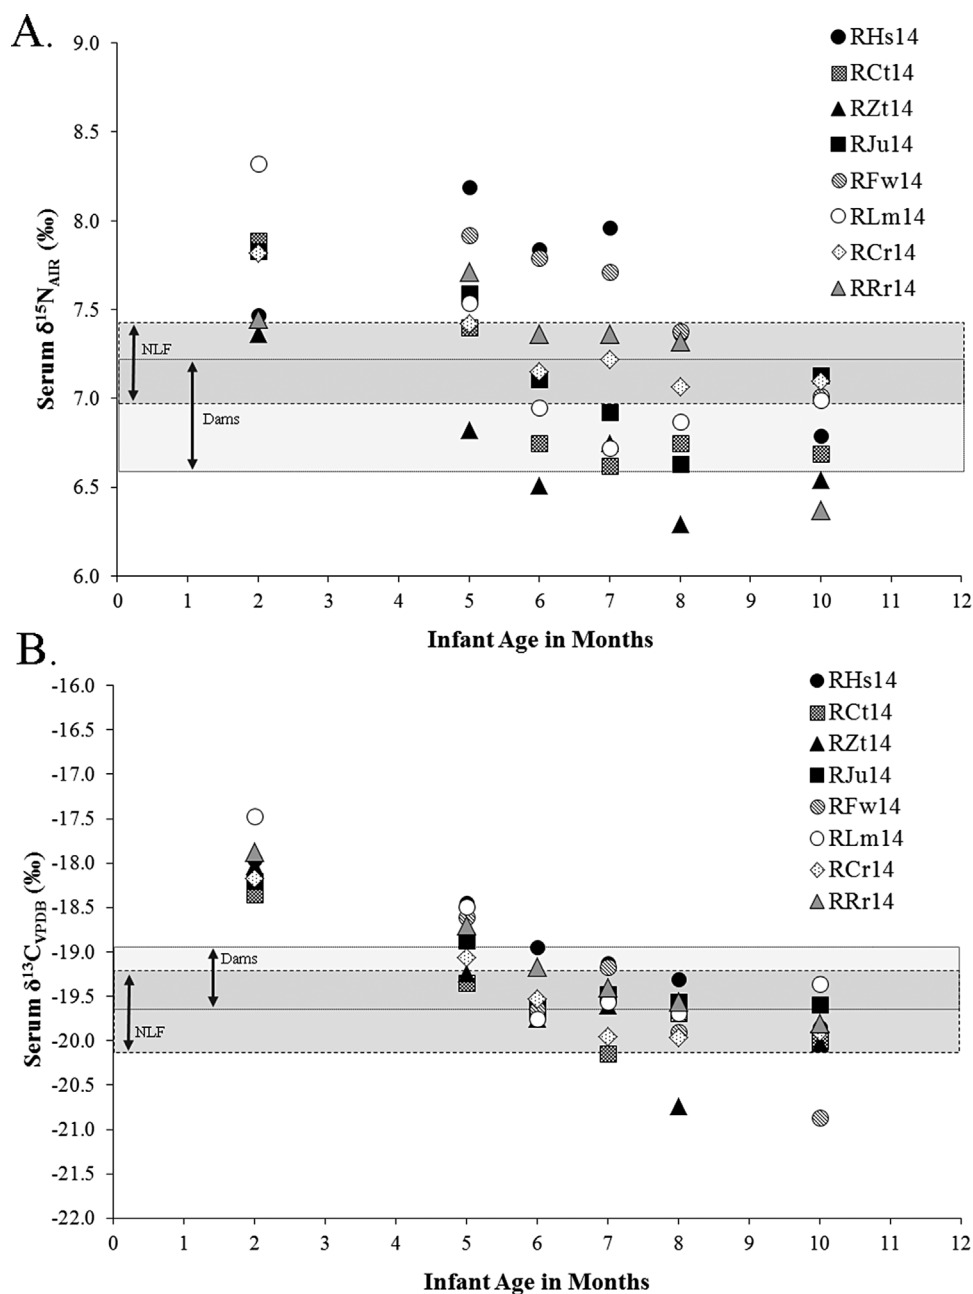 A.
9.0
8.5
8.0
7.5
7.0
6.5
6.0
Serum δ¹⁵N_AIR (‰)
NLF
Dams
RHs14
RCt14
RZt14
RJu14
RFw14
RLm14
RCr14
RRr14
0 1 2 3 4 5 6 7 8 9 10 11 12
Infant Age in Months
B.
-16.0
-16.5
-17.0
-17.5
-18.0
-18.5
-19.0
-19.5
-20.0
-20.5
-21.0
-21.5
-22.0
Serum δ¹³C_VPDB (‰)
Dams
NLF
RHs14
RCt14
RZt14
RJu14
RFw14
RLm14
RCr14
RRr14
0 1 2 3 4 5 6 7 8 9 10 11 12
Infant Age in Months